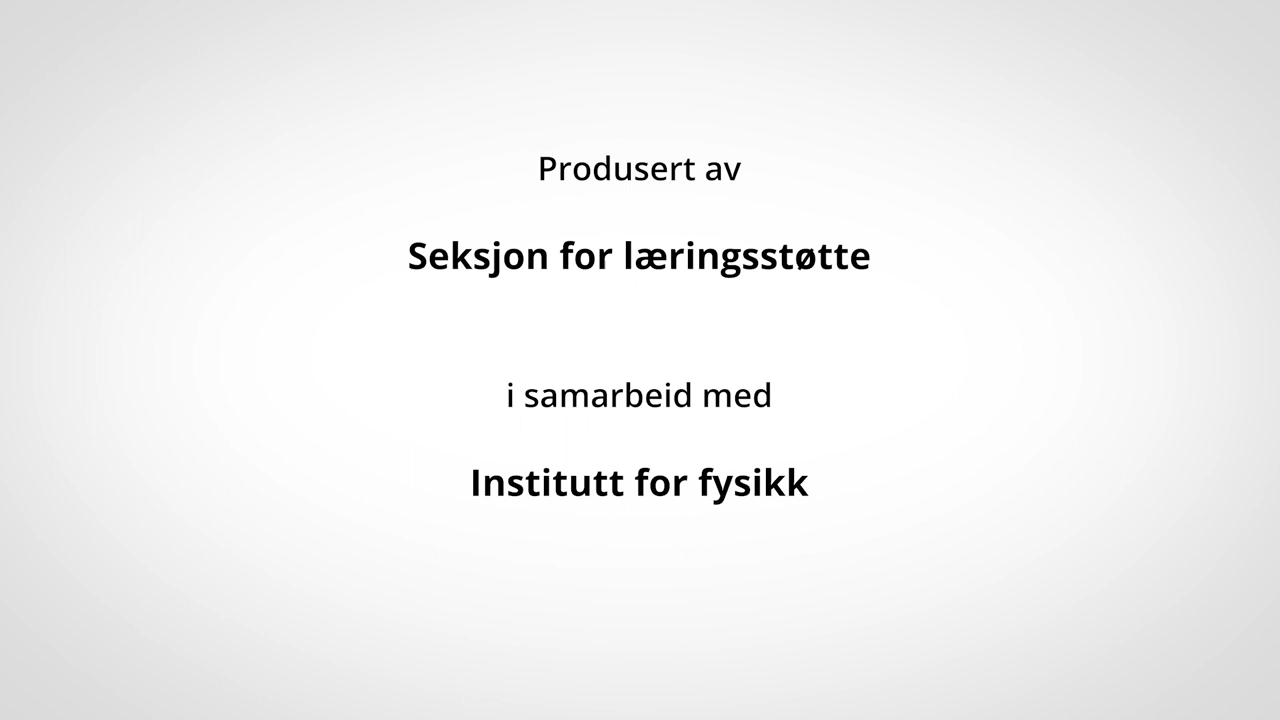 Produsert av
Seksjon for læringsstøtte
i samarbeid med
Institutt for fysikk